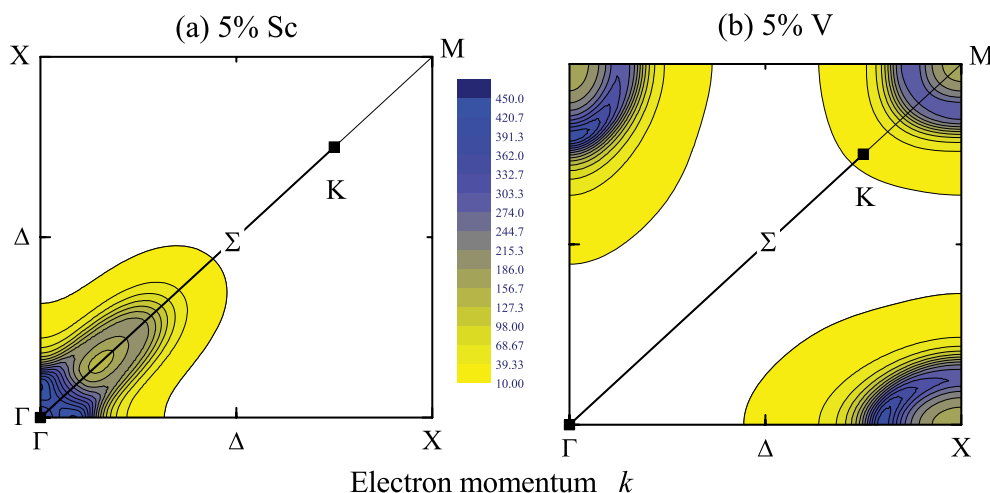 (a) 5% Sc
(b) 5% V
X
M
M
450.0
420.7
391.3
362.0
332.7
303.3
274.0
244.7
215.3
186.0
156.7
127.3
98.00
68.67
39.33
10.00
K
K
Δ
Σ
Σ
Γ
Γ
Δ
X
Γ
Δ
X
Electron momentum k